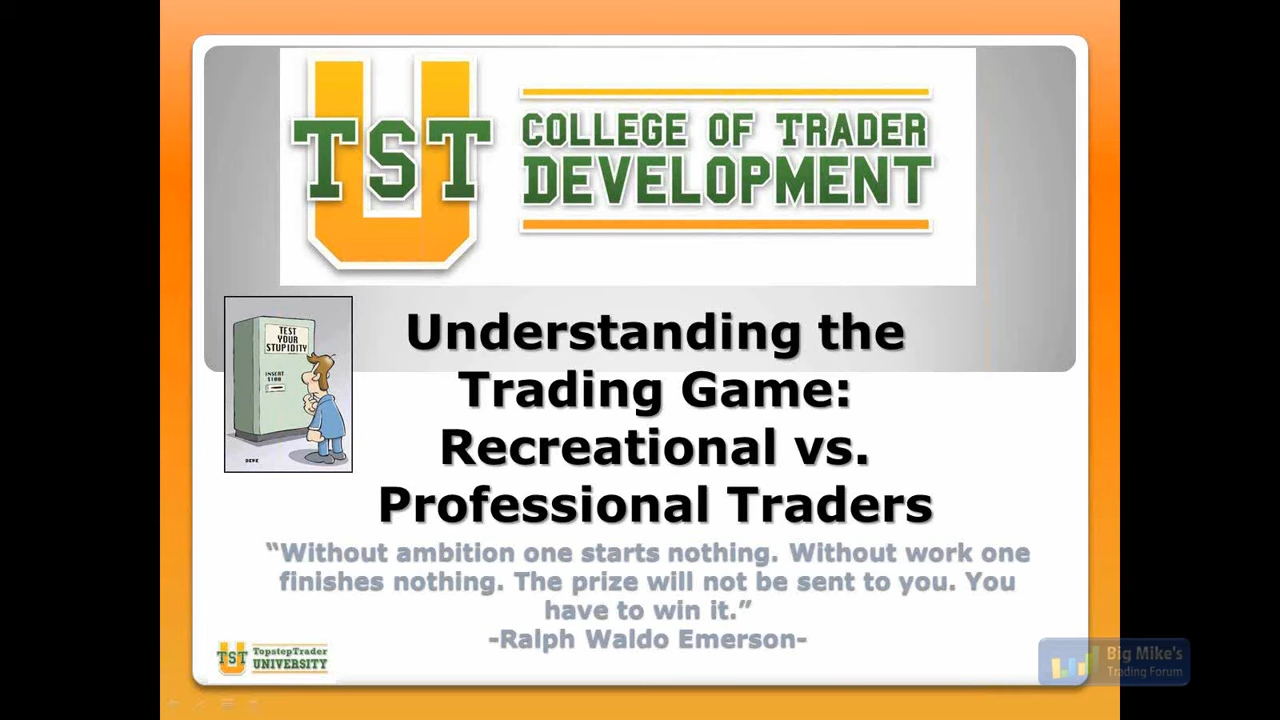 TST
COLLEGE OF TRADER
DEVELOPMENT
TEST
YOUR
STUPIDITY
INSERT
$100
Understanding the
Trading Game:
Recreational vs.
Professional Traders
“Without ambition one starts nothing. Without work one
finishes nothing. The prize will not be sent to you. You
have to win it.”
-Ralph Waldo Emerson-
TST
TopstepTrader
UNIVERSITY
Big Mike's
Trading Forum